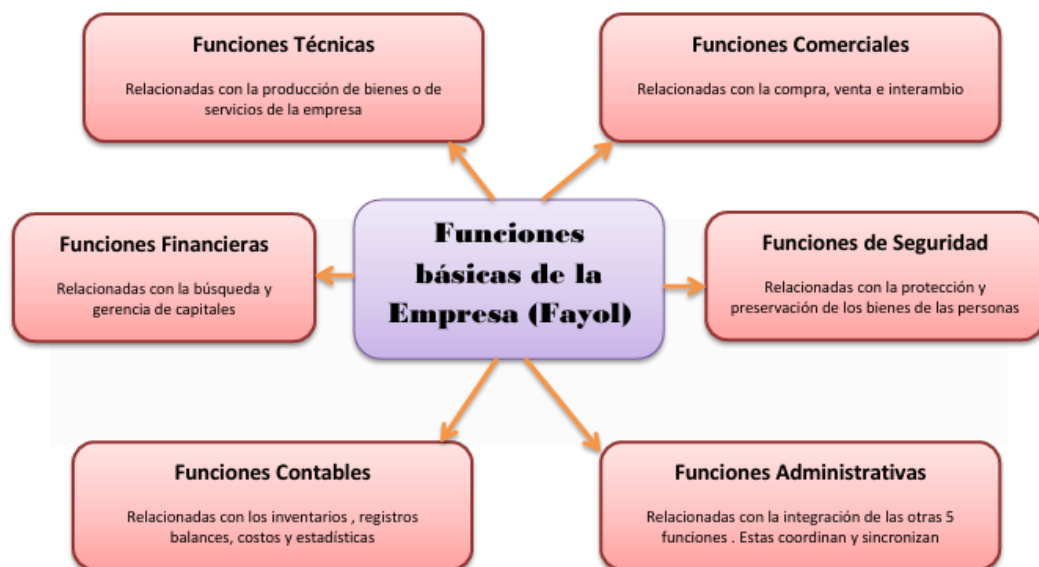 Funciones Técnicas
Relacionadas con la producción de bienes o de
servicios de la empresa
Funciones Comerciales
Relacionadas con la compra, venta e interambio
Funciones
básicas de la
Empresa (Fayol)
Funciones Financieras
Relacionadas con la búsqueda y
gerencia de capitales
Funciones de Seguridad
Relacionadas con la protección y
preservación de los bienes de las personas
Funciones Contables
Relacionadas con los inventarios , registros
balances, costos y estadísticas
Funciones Administrativas
Relacionadas con la integración de las otras 5
funciones . Estas coordinan y sincronizan